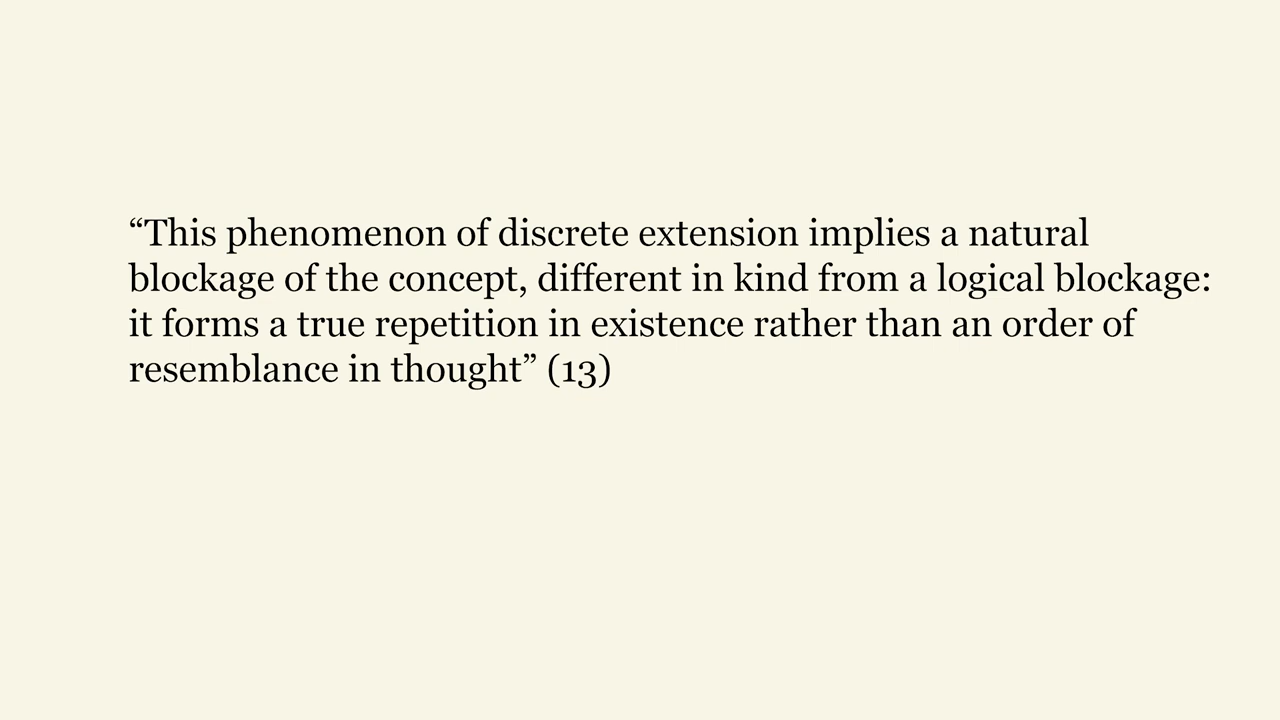 “This phenomenon of discrete extension implies a natural
blockage of the concept, different in kind from a logical blockage:
it forms a true repetition in existence rather than an order of
resemblance in thought” (13)